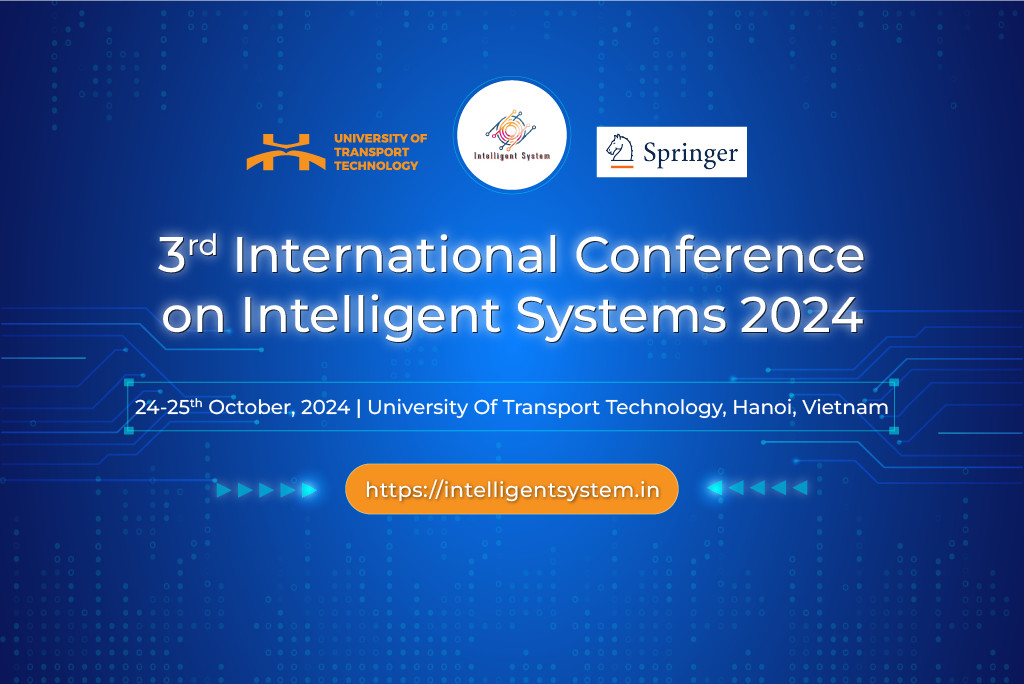 UNIVERSITY OF
TRANSPORT
TECHNOLOGY
Intelligent System
Springer
3rd International Conference
on Intelligent Systems 2024
24-25th October, 2024 | University Of Transport Technology, Hanoi, Vietnam
https://intelligentsystem.in